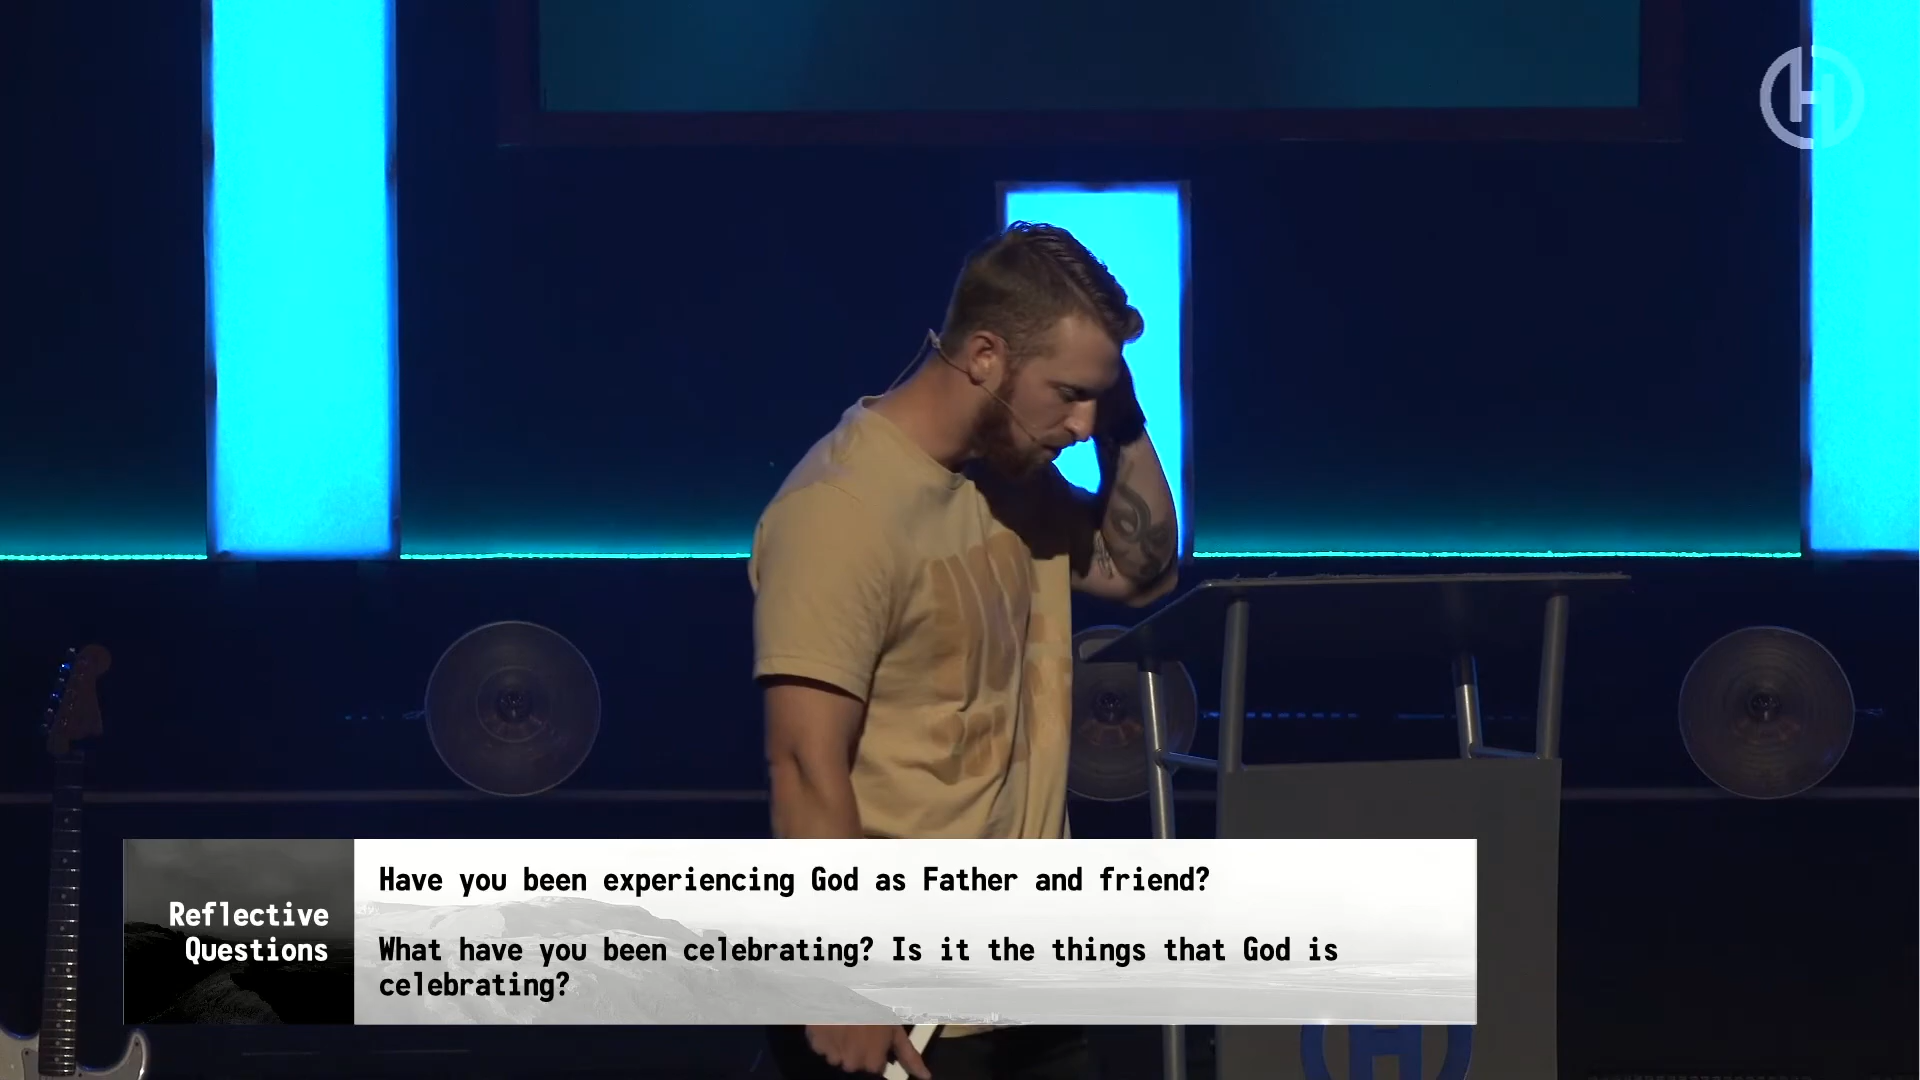 Reflective
Questions
Have you been experiencing God as Father and friend?
What have you been celebrating? Is it the things that God is
celebrating?
H
H